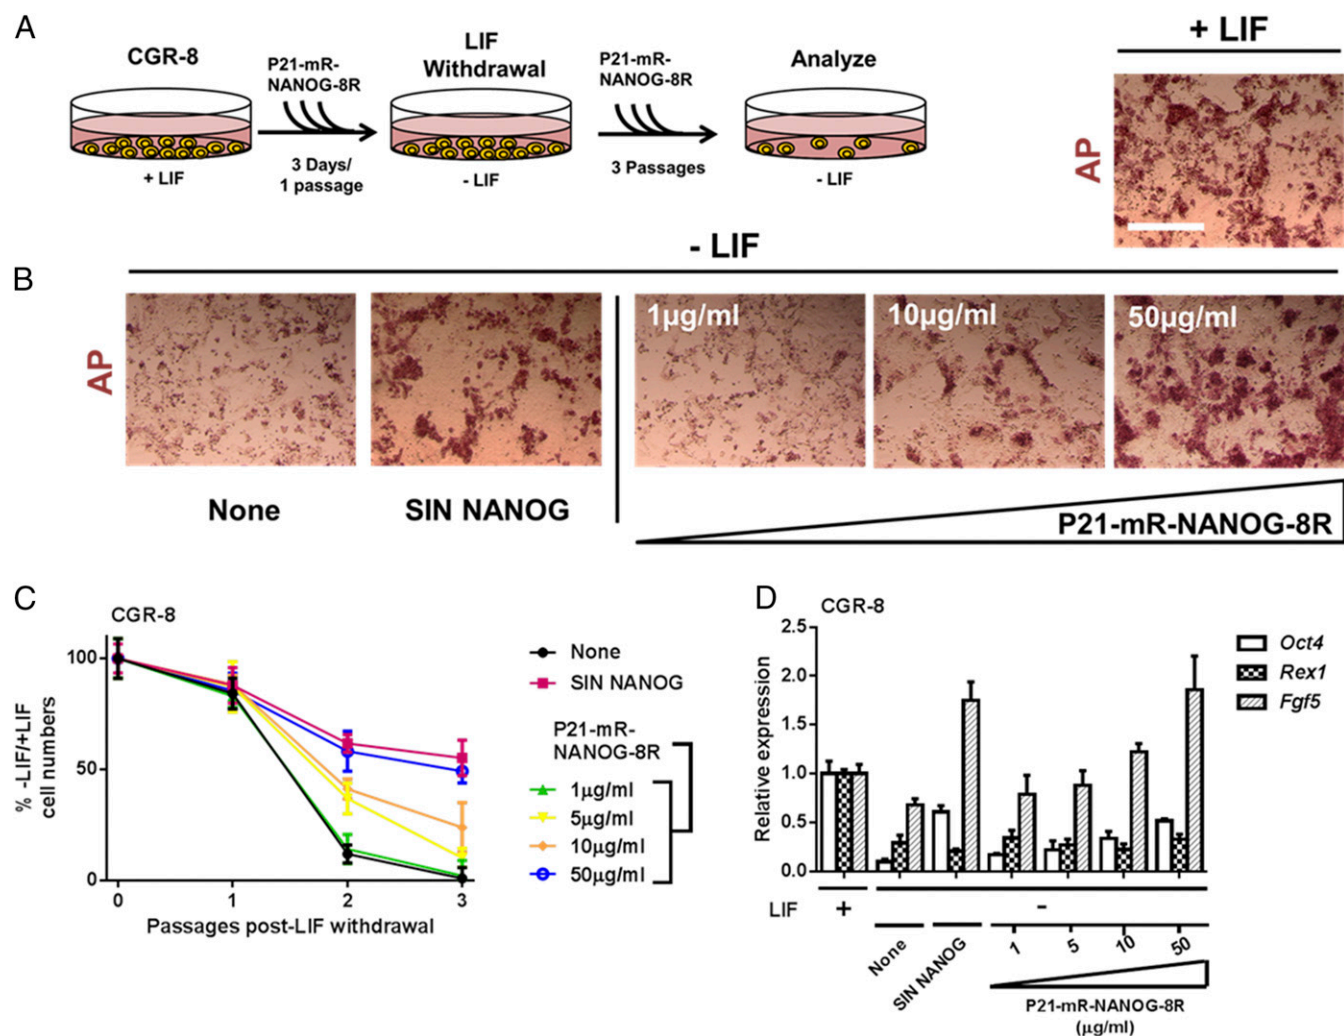 A
CGR-8
P21-mR-
NANOG-8R
3 Days/
1 passage
+ LIF
LIF
Withdrawal
- LIF
P21-mR-
NANOG-8R
3 Passages
Analyze
- LIF
+ LIF
AP
- LIF
B
AP
1µg/ml
10µg/ml
50µg/ml
None
SIN NANOG
P21-mR-NANOG-8R
C
CGR-8
% -LIF/+LIF
cell numbers
100
50
0
0
1
2
3
Passages post-LIF withdrawal
None
SIN NANOG
P21-mR-
NANOG-8R
1µg/ml
5µg/ml
10µg/ml
50µg/ml
D
CGR-8
Relative expression
2.5
2.0
1.5
1.0
0.5
0.0
Oct4
Rex1
Fgf5
LIF
+
-
None
SIN NANOG
1
5
10
50
P21-mR-NANOG-8R
(µg/ml)